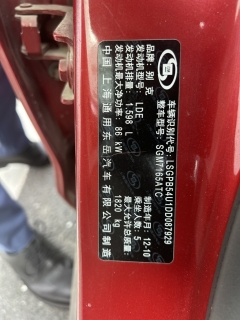 车辆识别代号: LSGPB54U1DD087929
整车型号: SGM7165ATC
品牌: 别克
发动机型号: LDE
发动机排量: 1.598 L
发动机最大净功率: 86 kW
制造年月: 12-10
乘坐人数: 5
最大允许总质量: 1820 kg
中国 上海通用东岳汽车有限公司制造